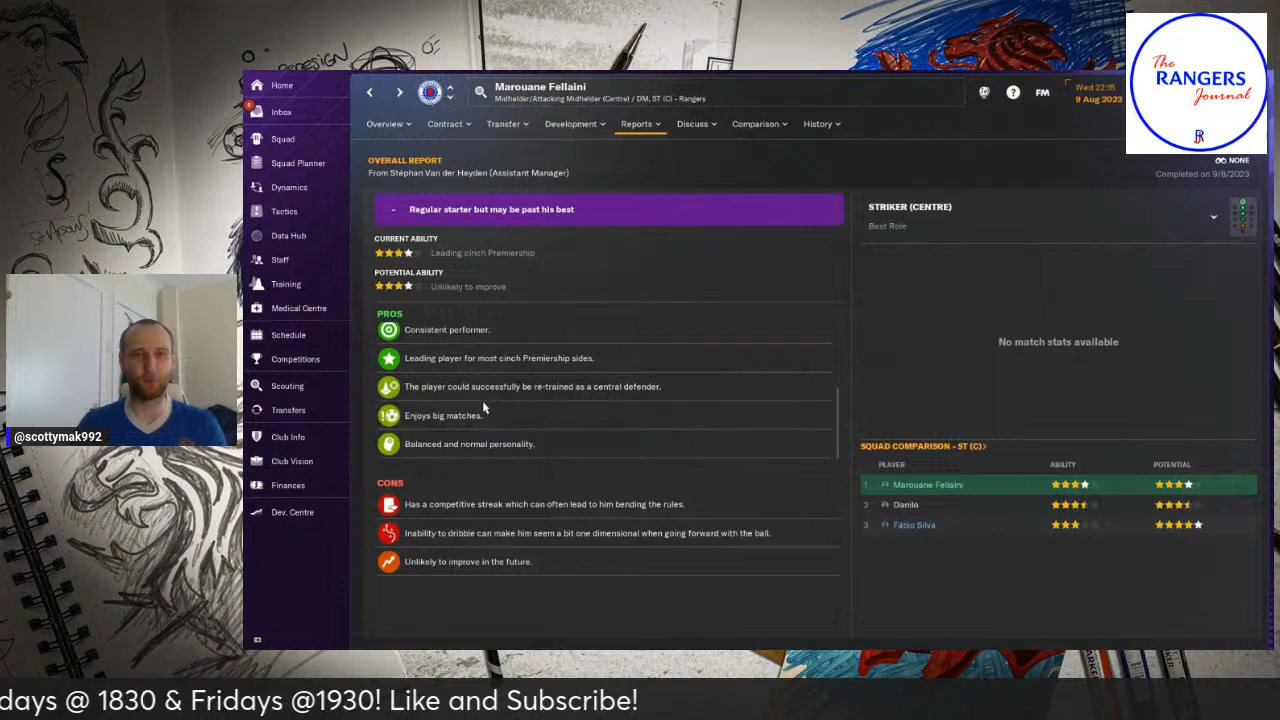 REDESIGN
Home
Inbox
Squad
Squad Planner
Dynamics
Tactics
Data Hub
Staff
Training
Medical Centre
Schedule
Competitions
Scouting
Transfers
Club Info
Club Vision
Finances
Dev. Centre
Marouane Fellaini
Midfielder/Attacking Midfielder (Centre) / DM, ST (C) - Rangers
FM
Wed 22:15
9 Aug 2023
Overview
Contract
Transfer
Development
Reports
Discuss
Comparison
History
OVERALL REPORT
From Stéphan Van der Heyden (Assistant Manager)
NONE
Completed on 9/8/2023
- Regular starter but may be past his best
CURRENT ABILITY
Leading cinch Premiership
POTENTIAL ABILITY
Unlikely to improve
PROS
Consistent performer.
Leading player for most cinch Premiership sides.
The player could successfully be re-trained as a central defender.
Enjoys big matches.
Balanced and normal personality.
CONS
Has a competitive streak which can often lead to him bending the rules.
Inability to dribble can make him seem a bit one dimensional when going forward with the ball.
Unlikely to improve in the future.
STRIKER (CENTRE)
Best Role
No match stats available
SQUAD COMPARISON - ST (C)>
PLAYER ABILITY POTENTIAL
1 Marouane Fellaini
2 Danilo
3 Fábio Silva
The
RANGERS
Journal
@scottymak992
days @ 1830 & Fridays @1930! Like and Subscribe!